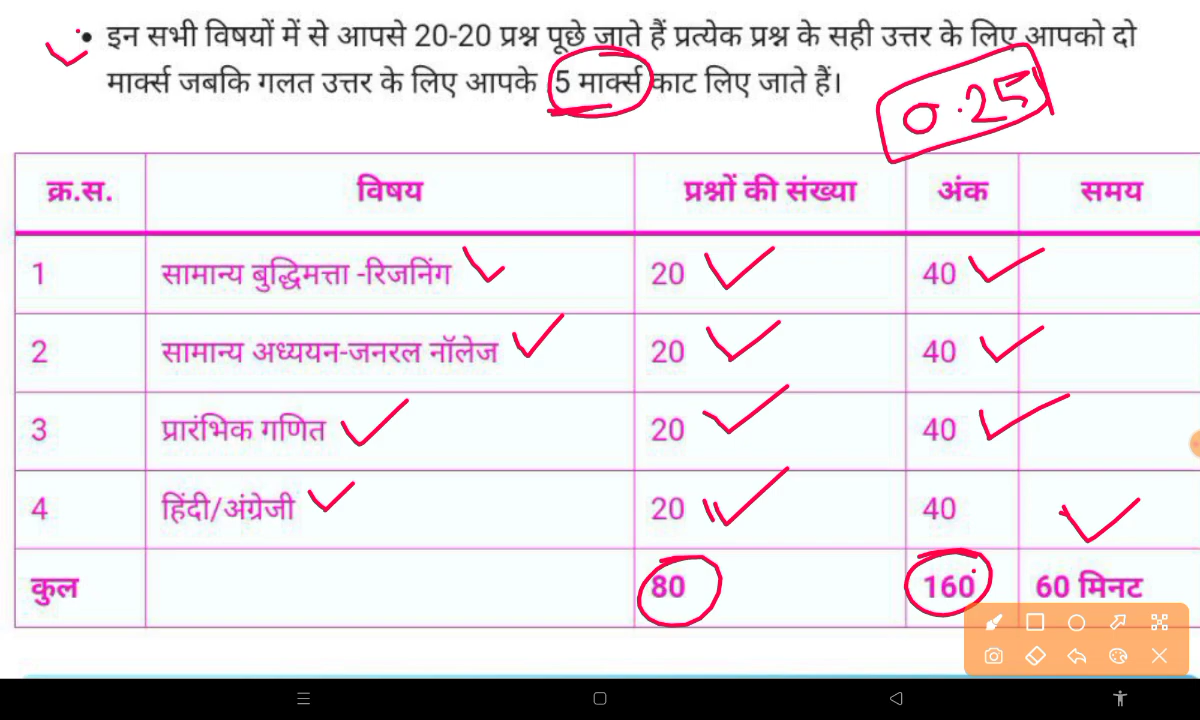 • इन सभी विषयों में से आपसे 20-20 प्रश्न पूछे जाते हैं प्रत्येक प्रश्न के सही उत्तर के लिए आपको दो
मार्क्स जबकि गलत उत्तर के लिए आपके .5 मार्क्स काट लिए जाते हैं।
0.25
क्र.स. विषय प्रश्नों की संख्या अंक समय
1 सामान्य बुद्धिमत्ता -रिजनिंग 20 40
2 सामान्य अध्ययन-जनरल नॉलेज 20 40
3 प्रारंभिक गणित 20 40
4 हिंदी/अंग्रेजी 20 40
कुल 80 160 60 मिनट